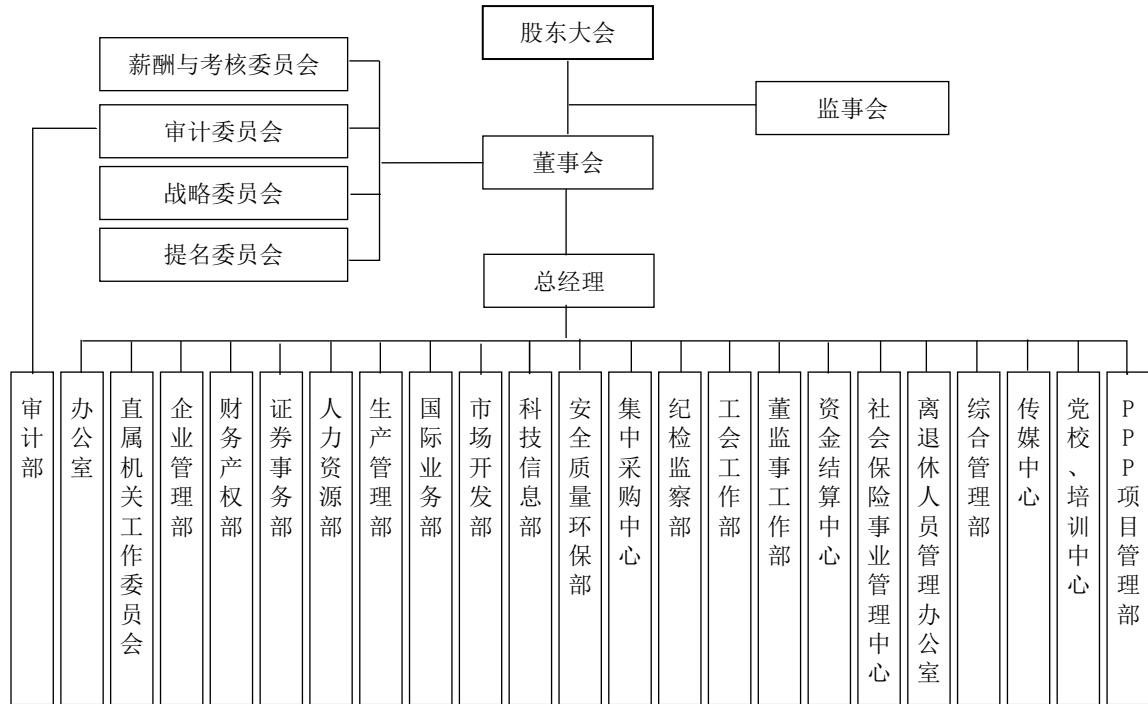 股东大会
薪酬与考核委员会
监事会
审计委员会
董事会
战略委员会
提名委员会
总经理
审计部
办公室
直属机关工作委员会
企业管理部
财务产权部
证券事务部
人力资源部
生产管理部
国际业务部
市场开发部
科技信息部
安全质量环保部
集中采购中心
纪检监察部
工会工作部
董监事工作部
资金结算中心
社会保险事业管理中心
离退休人员管理办公室
综合管理部
传媒中心
党校、培训中心
PPP项目管理部